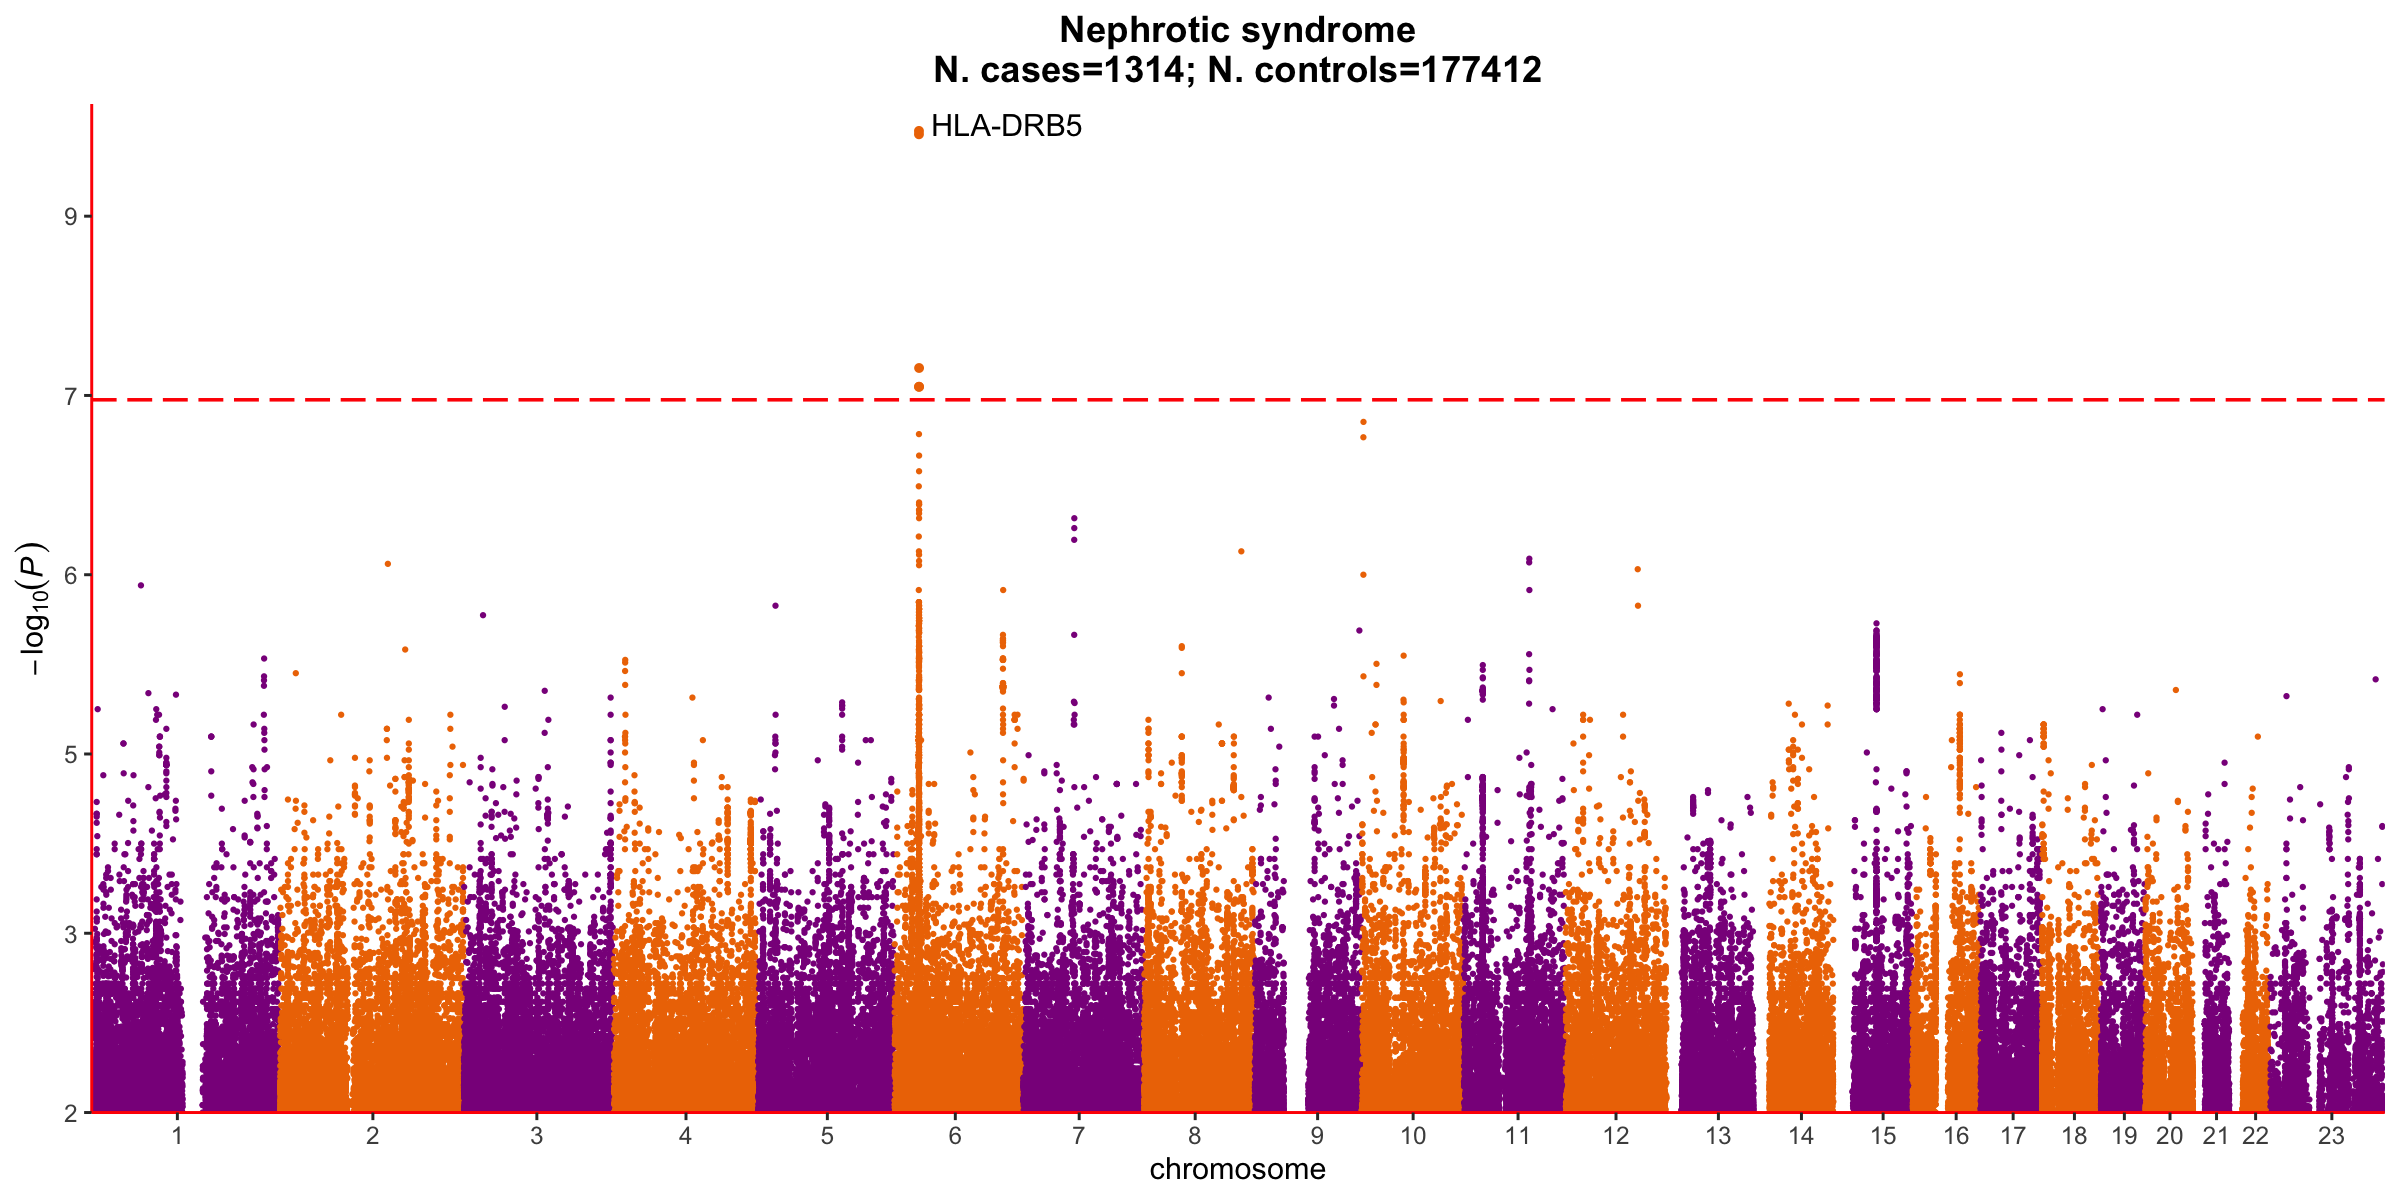 Nephrotic syndrome
N. cases=1314; N. controls=177412
HLA-DRB5
9
7
6
5
3
2
−log10(P)
1 2 3 4 5 6 7 8 9 10 11 12 13 14 15 16 17 18 19 20 21 22 23
chromosome